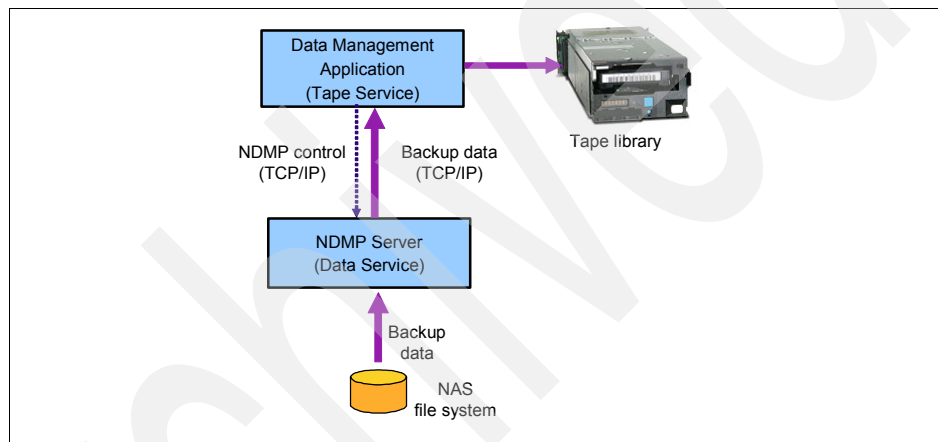 Data Management
Application
(Tape Service)
Tape library
NDMP control
(TCP/IP)
Backup data
(TCP/IP)
NDMP Server
(Data Service)
Backup
data
NAS
file system